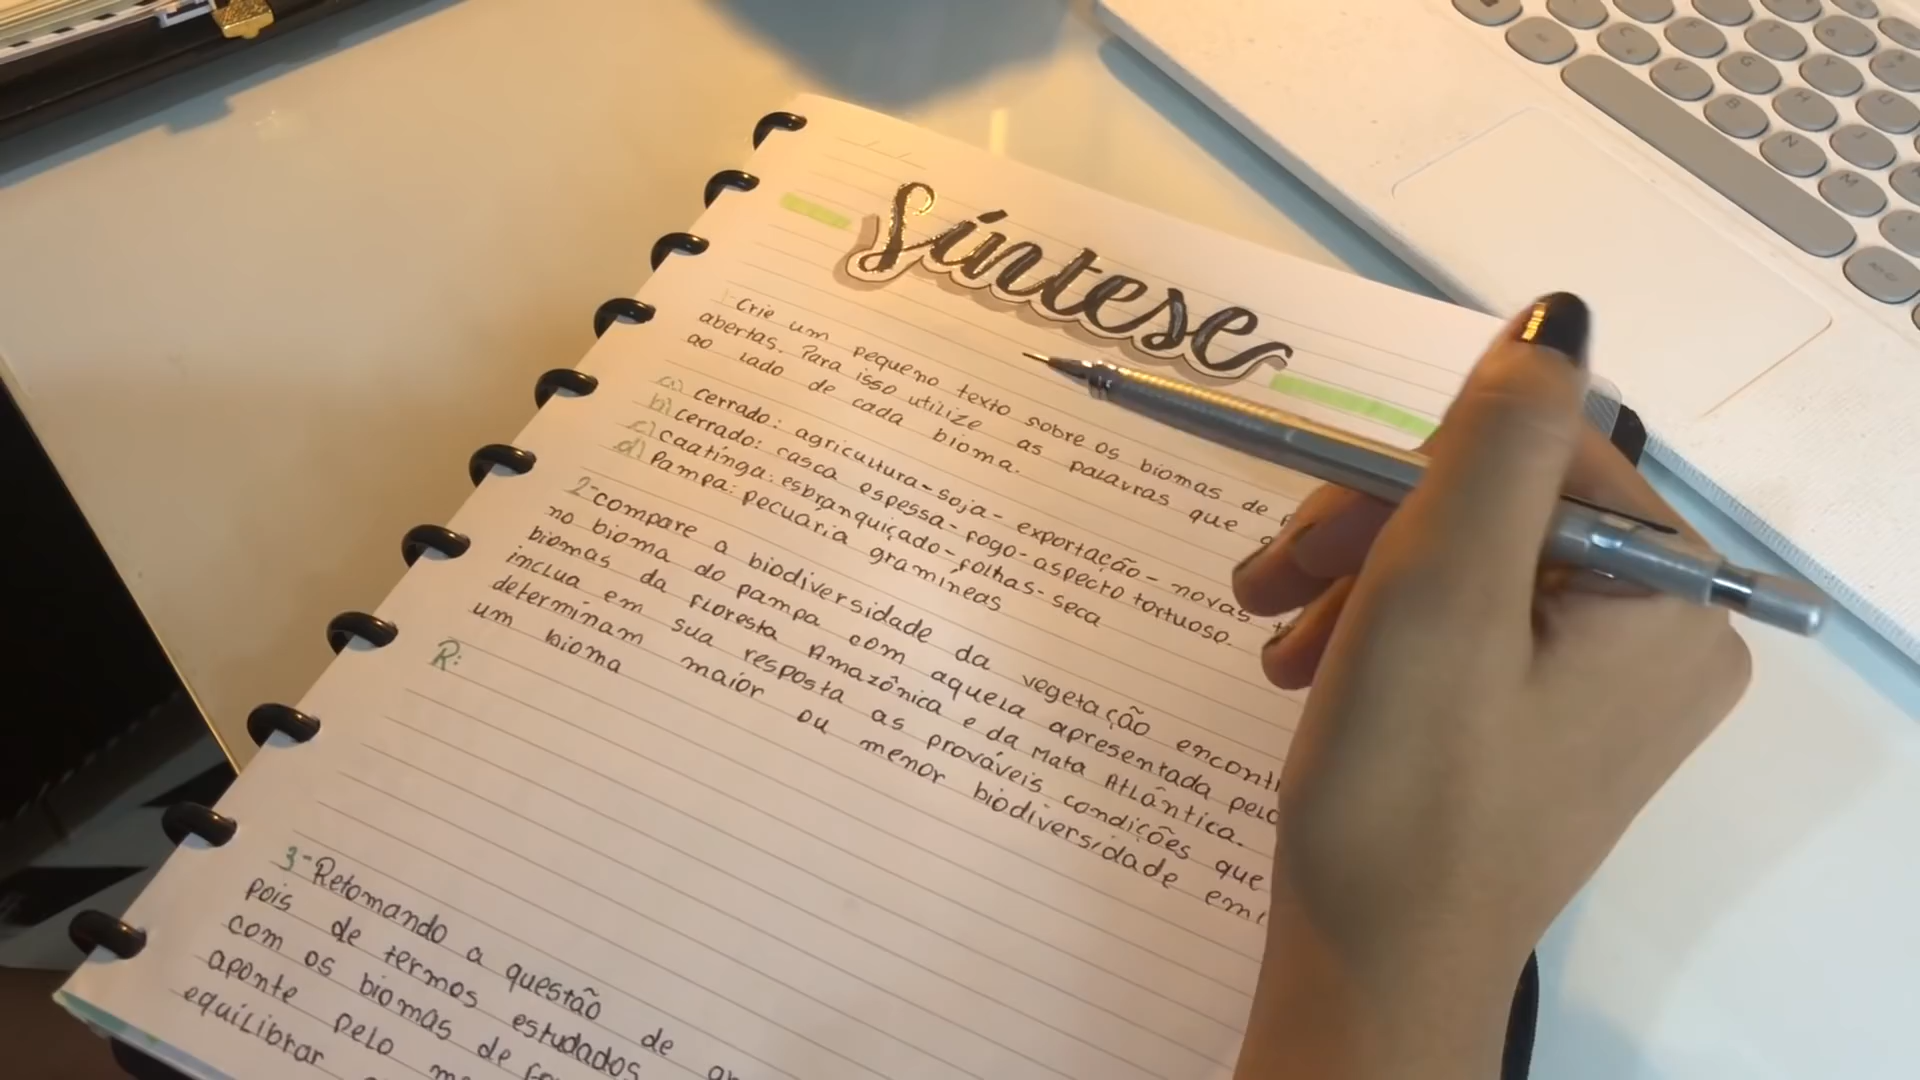 Síntese
Crie um pequeno texto sobre os biomas de
abertas. Para isso utilize as palavras que
ao lado de cada bioma.
a) cerrado: agricultura-soja-exportação-novas
b) cerrado: casca espessa-fogo-aspecto tortuoso.
c) caatinga: esbranquiçado-folhas-seca
d) Pampa: pecuária gramíneas
2-compare a biodiversidade da vegetação
no bioma do pampa com aquela apresentada pelo
biomas da floresta Amazônica e da Mata Atlântica.
inclua em sua resposta as prováveis condições que
determinam maior ou menor biodiversidade em
um bioma
R:
3-Retomando a questão de
pois de termos estudados
com os biomas de
aponte pelo
equilibrar